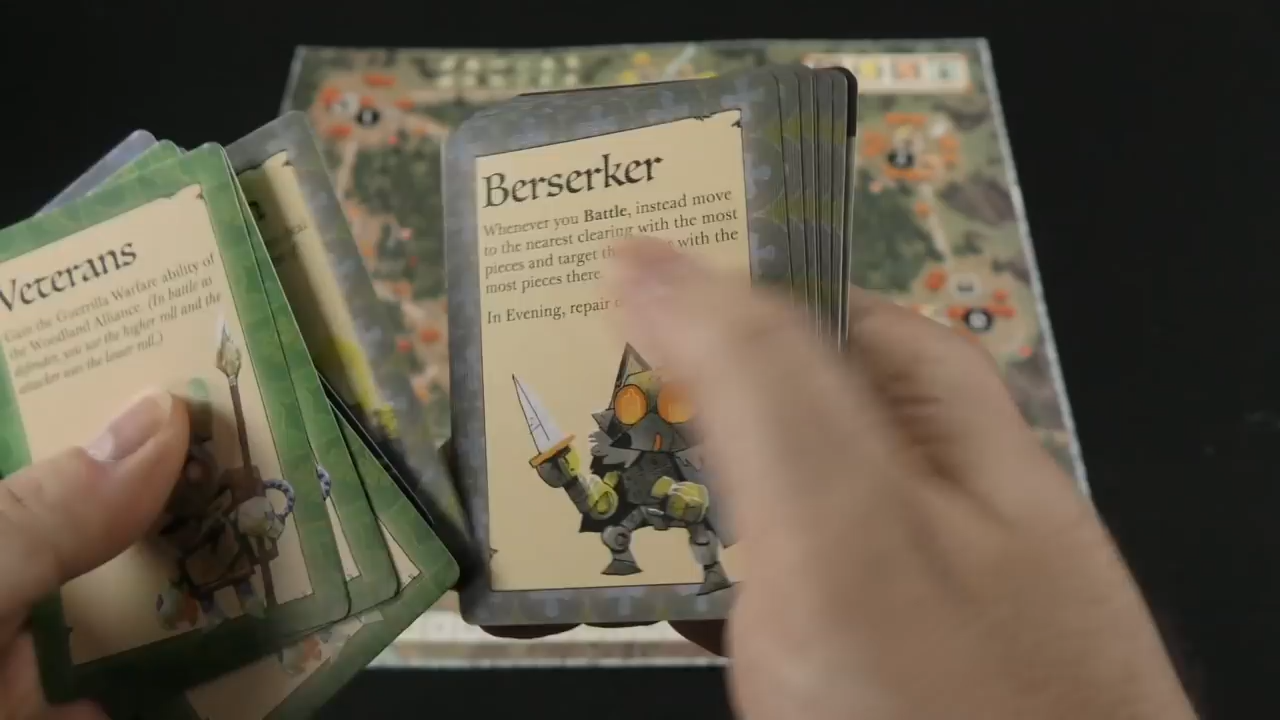 Veterans
Gain the Guerrilla Warfare ability of
the Woodland Alliance. (In battle as
defender, you use the higher roll and the
attacker uses the lower roll.)
Berserker
Whenever you Battle, instead move
to the nearest clearing with the most
pieces and target the with the
most pieces there.
In Evening, repair